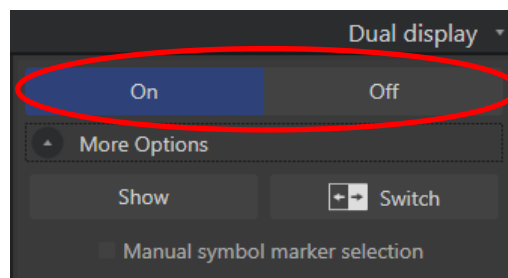 Dual display
On Off
More Options
Show Switch
Manual symbol marker selection